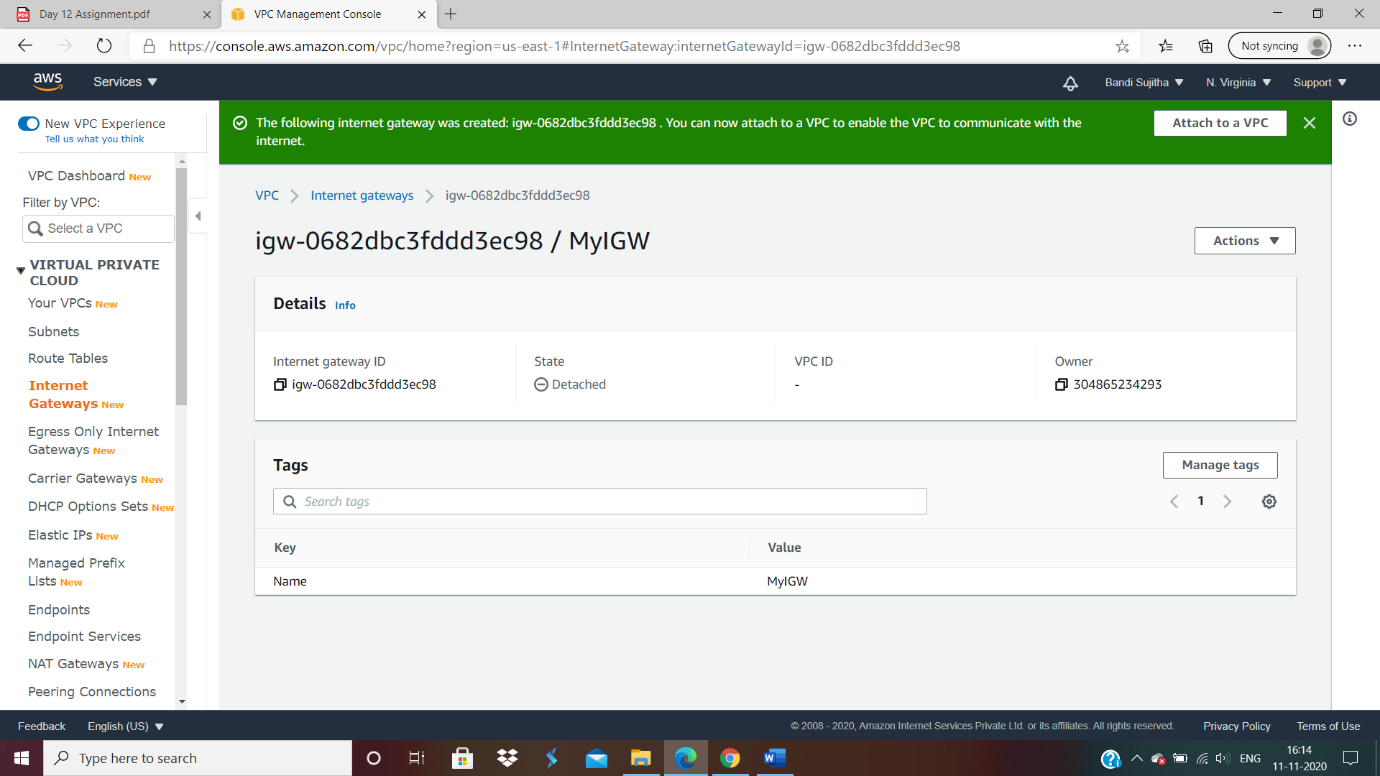 Day 12 Assignment.pdf
VPC Management Console
https://console.aws.amazon.com/vpc/home?region=us-east-1#InternetGateway:internetGatewayId=igw-0682dbc3fddd3ec98
Not syncing
aws
Services
Bandi Sujitha
N. Virginia
Support
New VPC Experience
Tell us what you think
The following internet gateway was created: igw-0682dbc3fddd3ec98 . You can now attach to a VPC to enable the VPC to communicate with the
internet.
Attach to a VPC
VPC Dashboard New
Filter by VPC:
Select a VPC
VIRTUAL PRIVATE
CLOUD
Your VPCs New
Subnets
Route Tables
Internet
Gateways New
Egress Only Internet
Gateways New
Carrier Gateways New
DHCP Options Sets New
Elastic IPs New
Managed Prefix
Lists New
Endpoints
Endpoint Services
NAT Gateways New
Peering Connections
VPC
Internet gateways
igw-0682dbc3fddd3ec98
igw-0682dbc3fddd3ec98 / MyIGW
Actions
Details Info
Internet gateway ID
igw-0682dbc3fddd3ec98
State
Detached
VPC ID
-
Owner
304865234293
Tags
Manage tags
Search tags
1
Key
Value
Name
MyIGW
Feedback
English (US)
© 2008 - 2020, Amazon Internet Services Private Ltd. or its affiliates. All rights reserved.
Privacy Policy
Terms of Use
Type here to search
ENG
16:14
11-11-2020